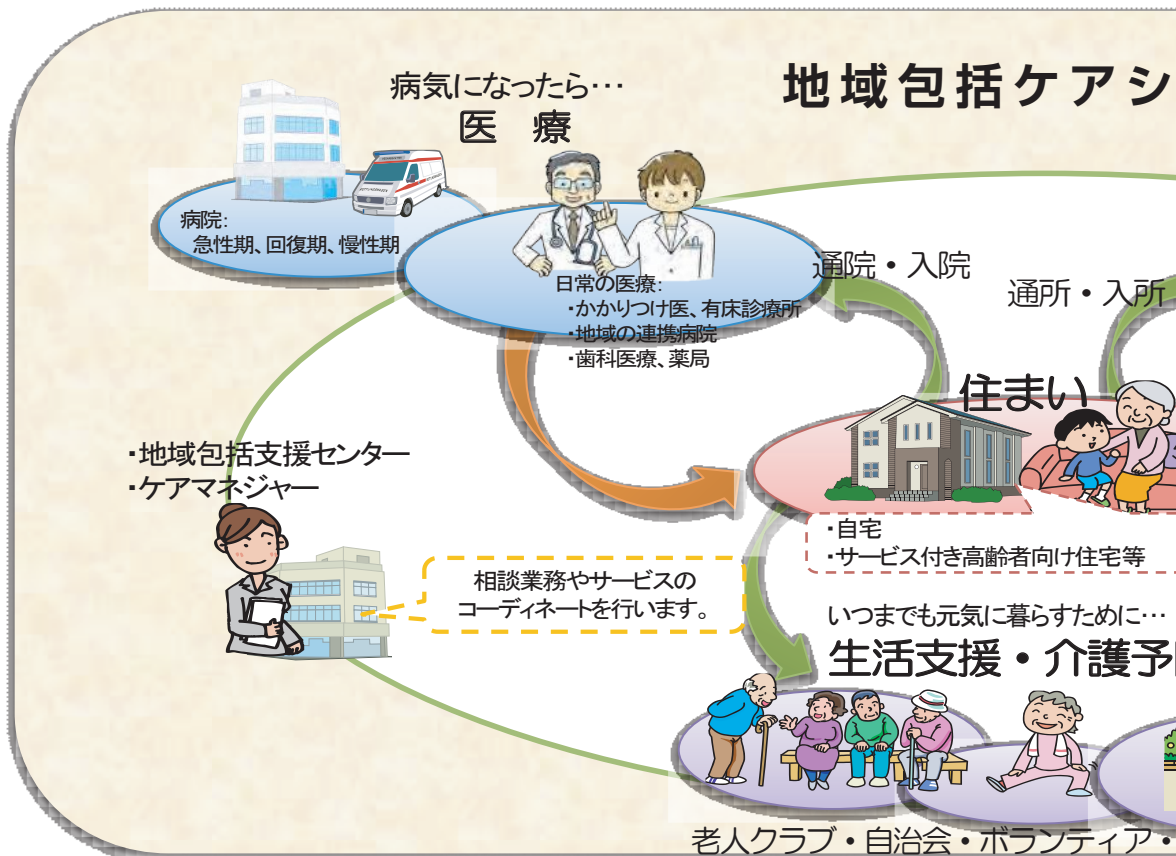 地域包括ケアシ
病気になったら…
医 療
病院:
急性期、回復期、慢性期
日常の医療:
・かかりつけ医、有床診療所
・地域の連携病院
・歯科医療、薬局
通院・入院
通所・入所
住まい
・自宅
・サービス付き高齢者向け住宅等
・地域包括支援センター
・ケアマネジャー
相談業務やサービスの
コーディネートを行います。
いつまでも元気に暮らすために…
生活支援・介護予
老人クラブ・自治会・ボランティア・